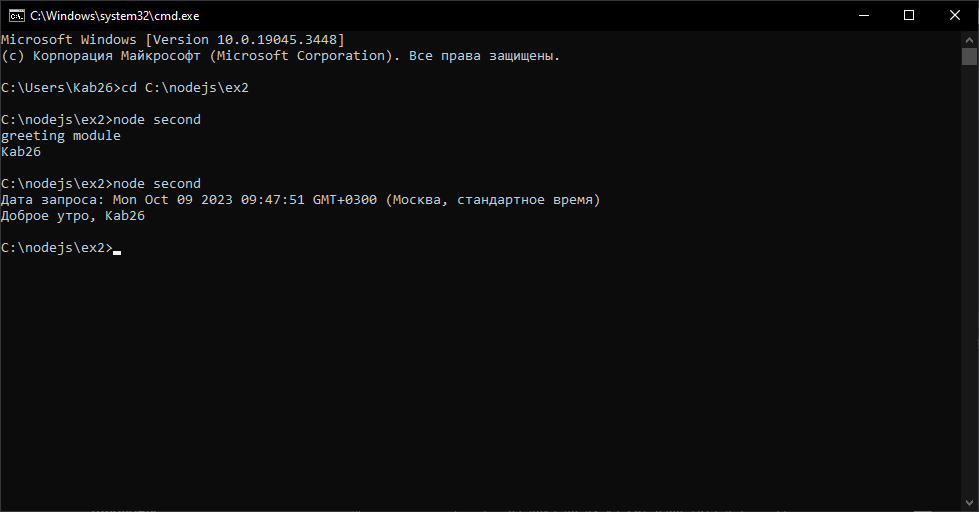 C:\Windows\system32\cmd.exe
Microsoft Windows [Version 10.0.19045.3448]
(c) Корпорация Майкрософт (Microsoft Corporation). Все права защищены.
C:\Users\Kab26>cd C:\nodejs\ex2
C:\nodejs\ex2>node second
greeting module
Kab26
C:\nodejs\ex2>node second
Дата запроса: Mon Oct 09 2023 09:47:51 GMT+0300 (Москва, стандартное время)
Доброе утро, Kab26
C:\nodejs\ex2>